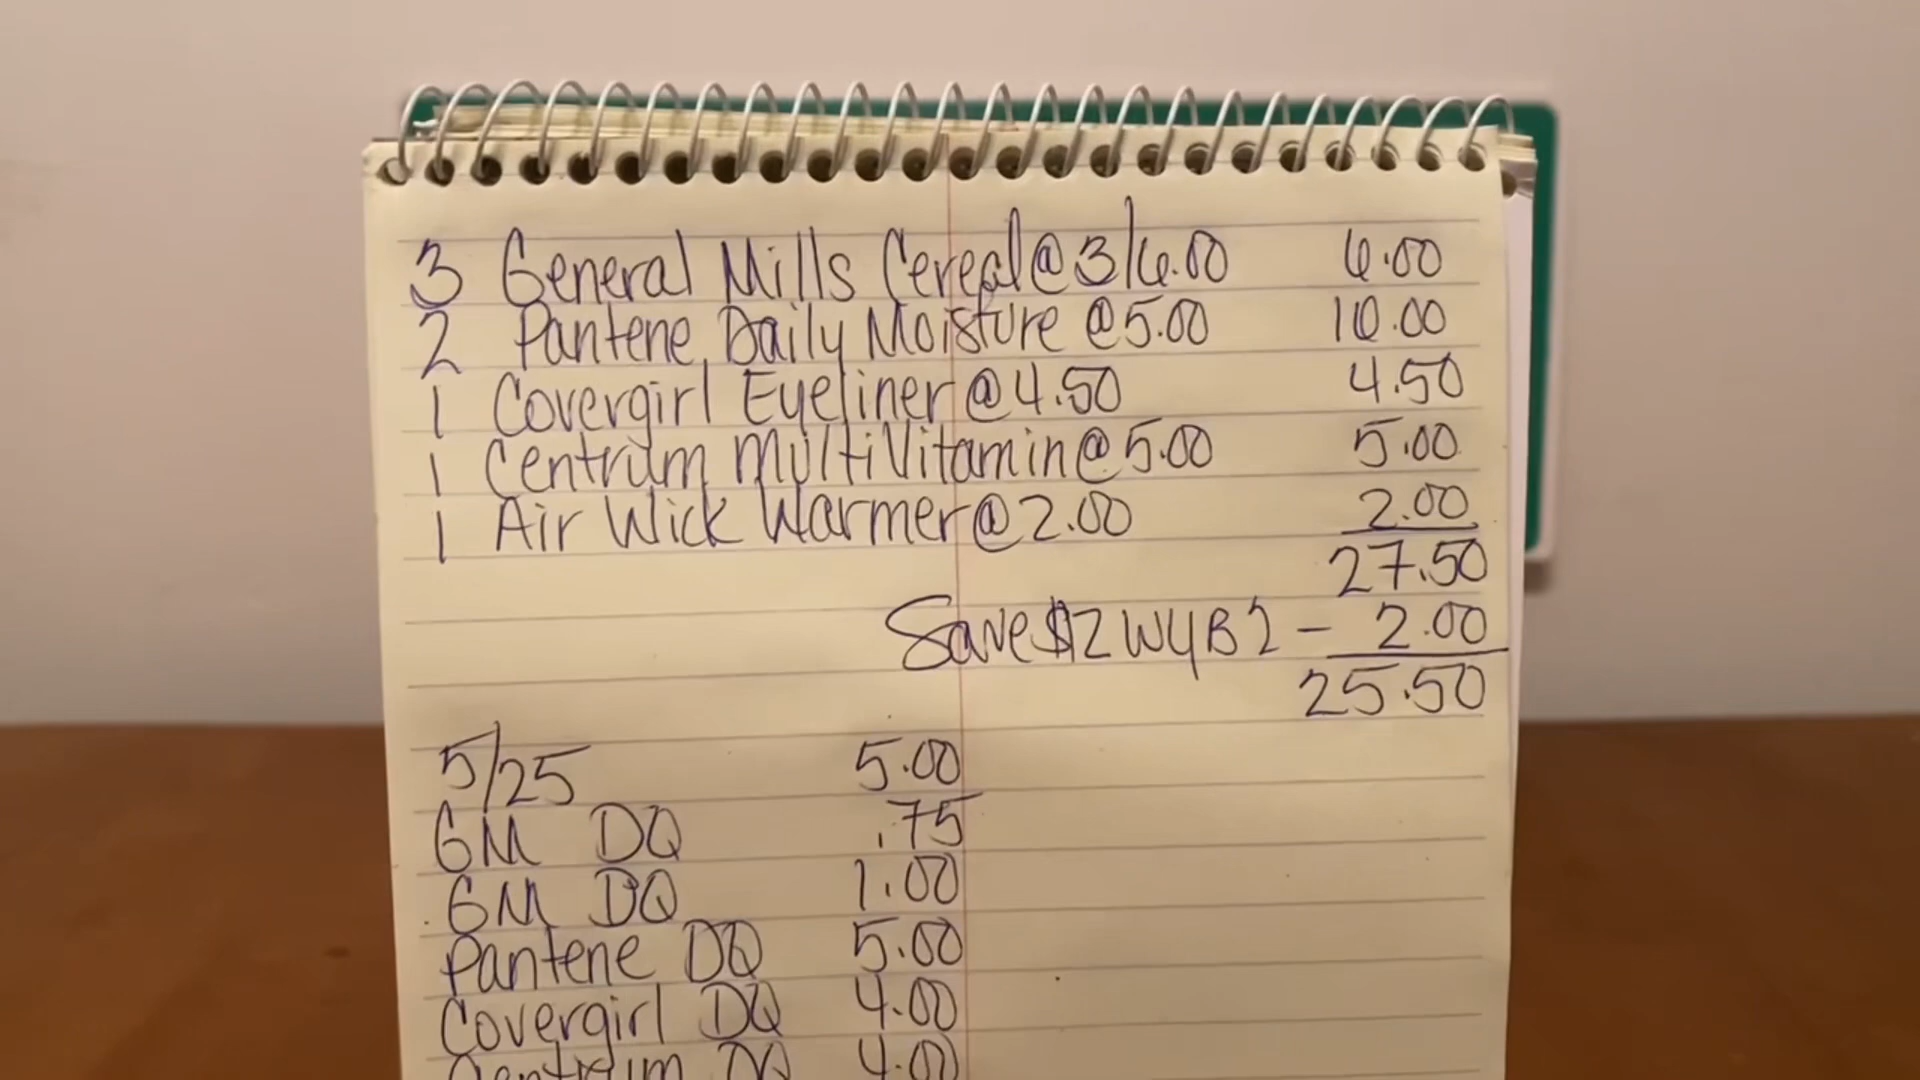 3 General Mills Cereal @ 3/6.00 6.00
2 Pantene Daily Moisture @ 5.00 10.00
1 Covergirl Eyeliner @ 4.50 4.50
1 Centrum MultiVitamin @ 5.00 5.00
1 Air Wick Warmer @ 2.00 2.00
27.50
Save $2 WYB 2 - 2.00
25.50
5/25 5.00
GM DQ .75
GM DQ 1.00
Pantene DQ 5.00
Covergirl DQ 4.00
Centrum DQ 4.00